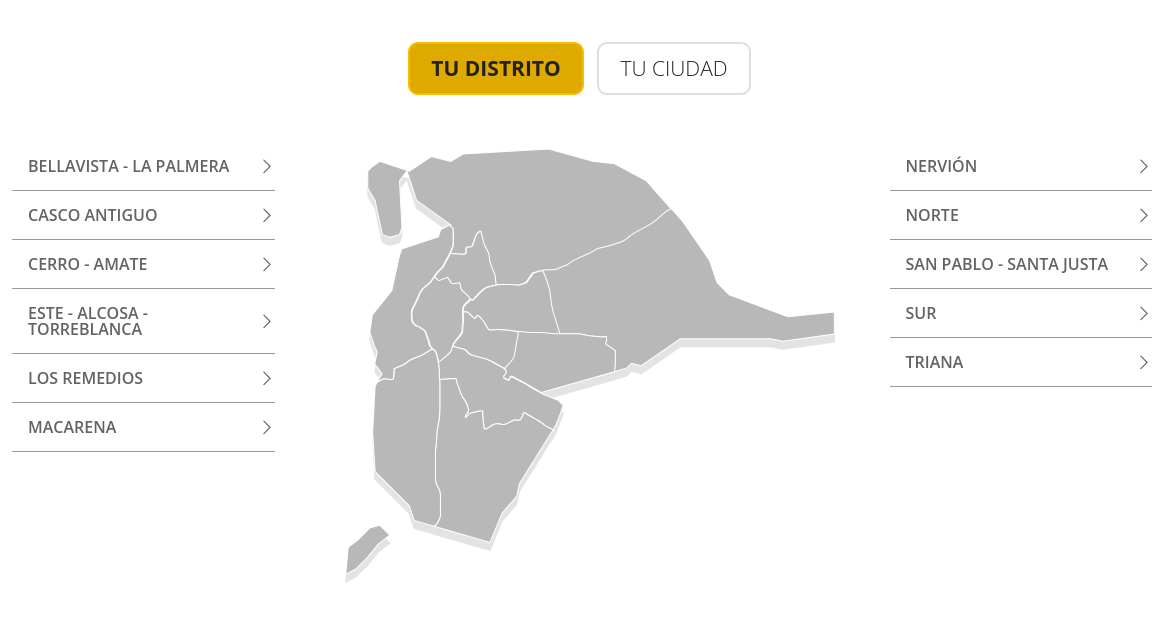 TU DISTRITO
TU CIUDAD
BELLAVISTA - LA PALMERA
CASCO ANTIGUO
CERRO - AMATE
ESTE - ALCOSA -
TORREBLANCA
LOS REMEDIOS
MACARENA
NERVIÓN
NORTE
SAN PABLO - SANTA JUSTA
SUR
TRIANA